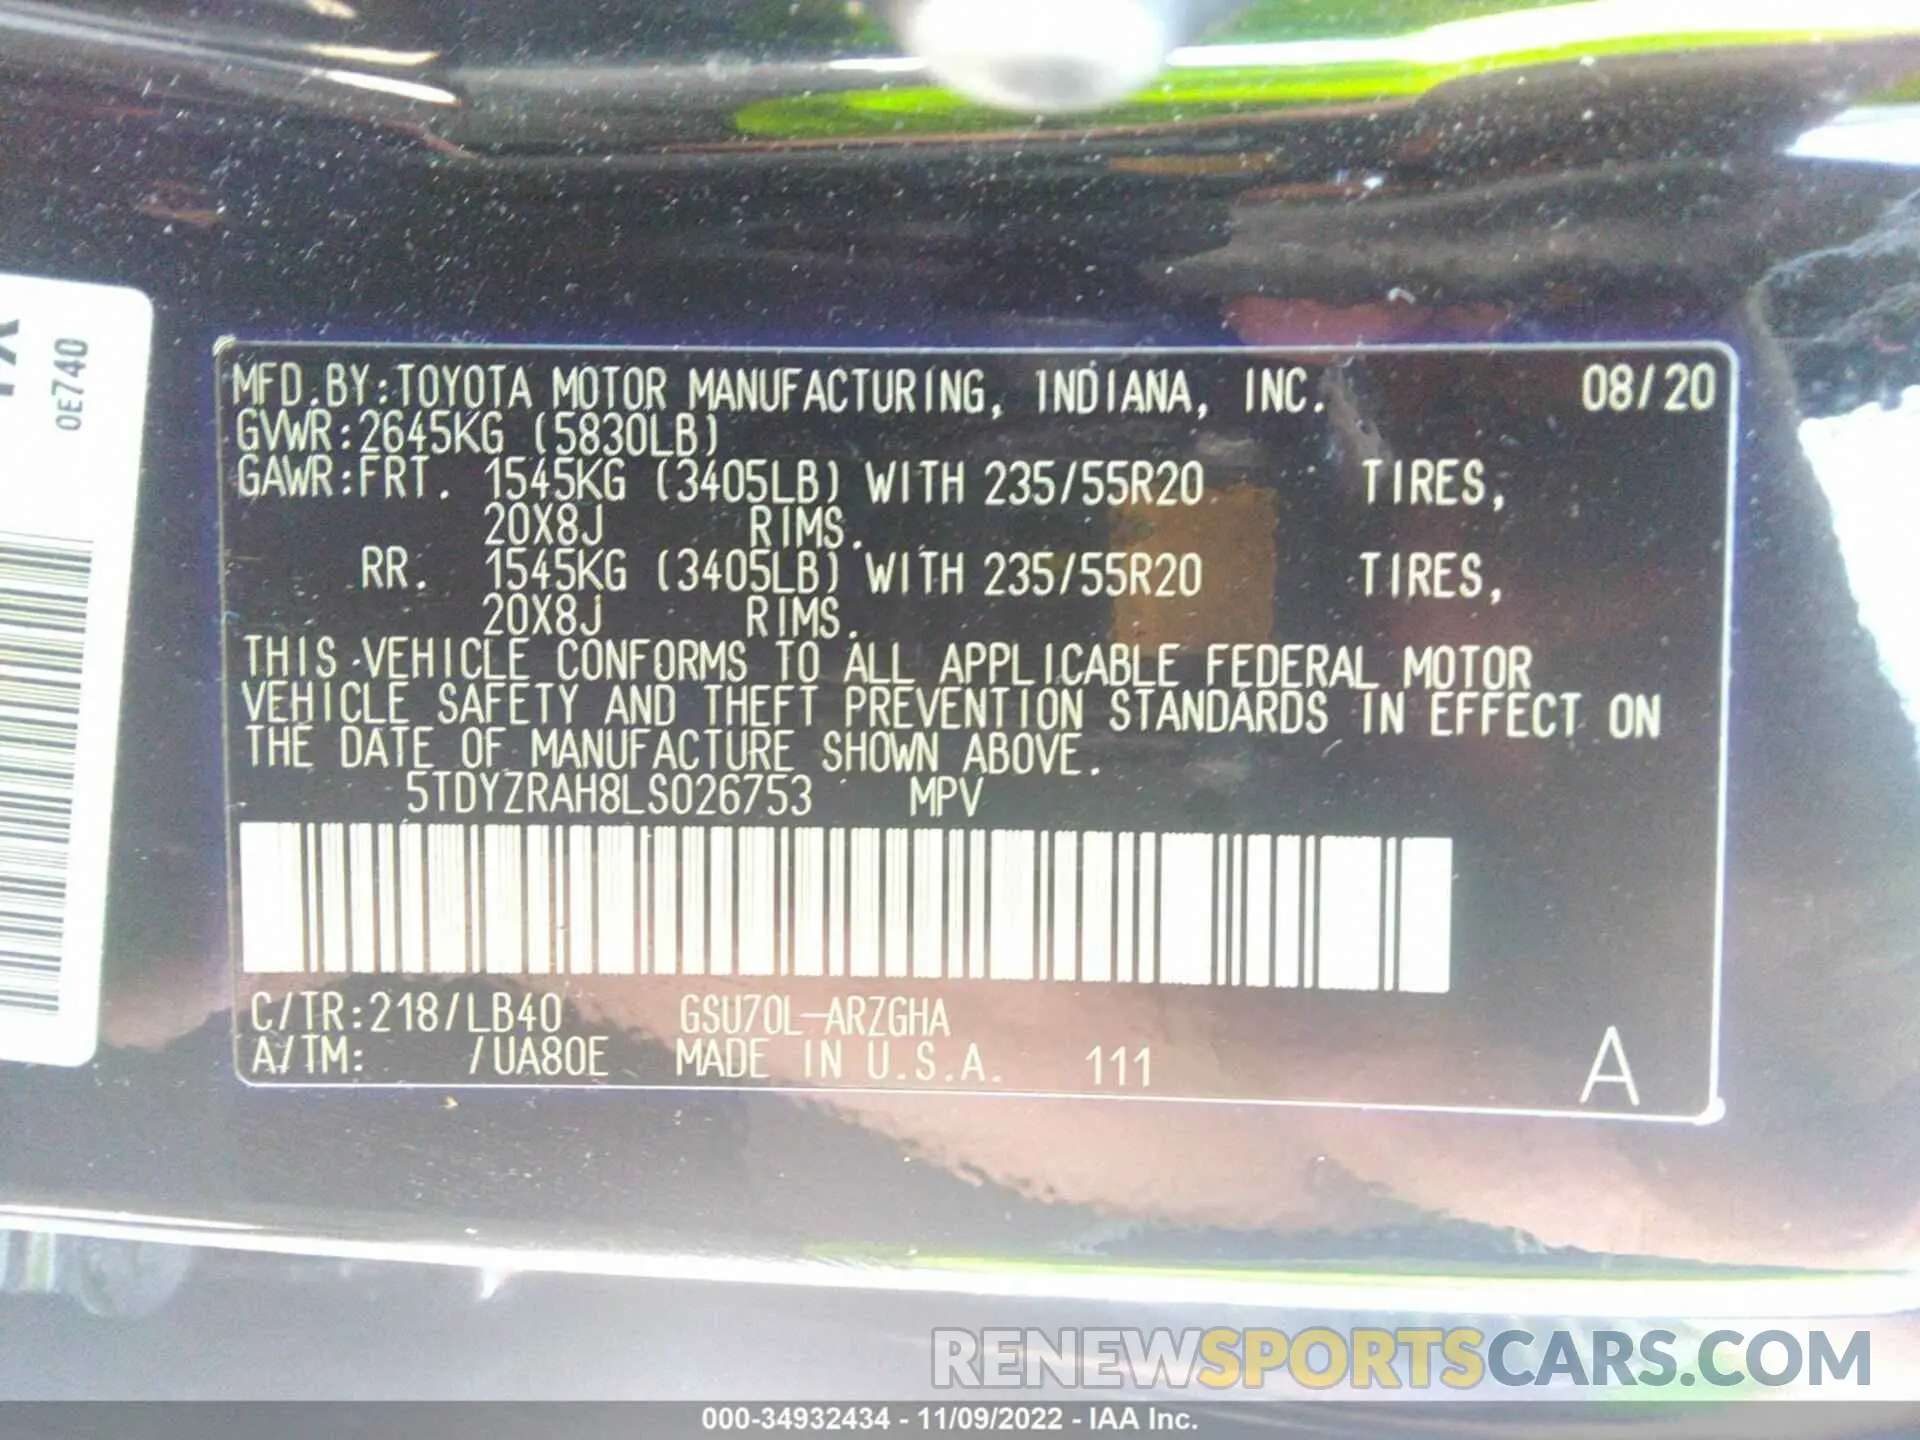 MFD.BY:TOYOTA MOTOR MANUFACTURING, INDIANA, INC. 08/20
GVWR:2645KG (5830LB)
GAWR:FRT. 1545KG (3405LB) WITH 235/55R20 TIRES,
20X8J RIMS.
RR. 1545KG (3405LB) WITH 235/55R20 TIRES,
20X8J RIMS.
THIS VEHICLE CONFORMS TO ALL APPLICABLE FEDERAL MOTOR
VEHICLE SAFETY AND THEFT PREVENTION STANDARDS IN EFFECT ON
THE DATE OF MANUFACTURE SHOWN ABOVE.
5TDYZRAH8LS026753 MPV
C/TR:218/LB40 GSU70L-ARZGHA
A/TM: /UA80E MADE IN U.S.A. 111 A
0E740
RENEWSPORTSCARS.COM
000-34932434 - 11/09/2022 - IAA Inc.